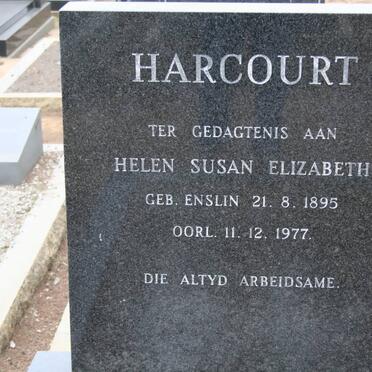 HARCOURT
TER GEDAGTENIS AAN
HELEN SUSAN ELIZABETH
GEB. ENSLIN 21. 8. 1895
OORL. 11. 12. 1977.
DIE ALTYD ARBEIDSAME.